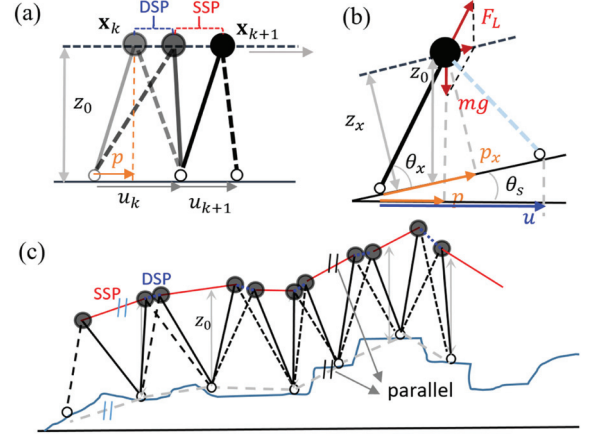 (a)
DSP SSP
x_k
x_{k+1}
z_0
p
u_k
u_{k+1}
(b)
F_L
z_0
mg
z_x
p_x
θ_x
θ_s
p
u
(c)
SSP
DSP
z_0
parallel